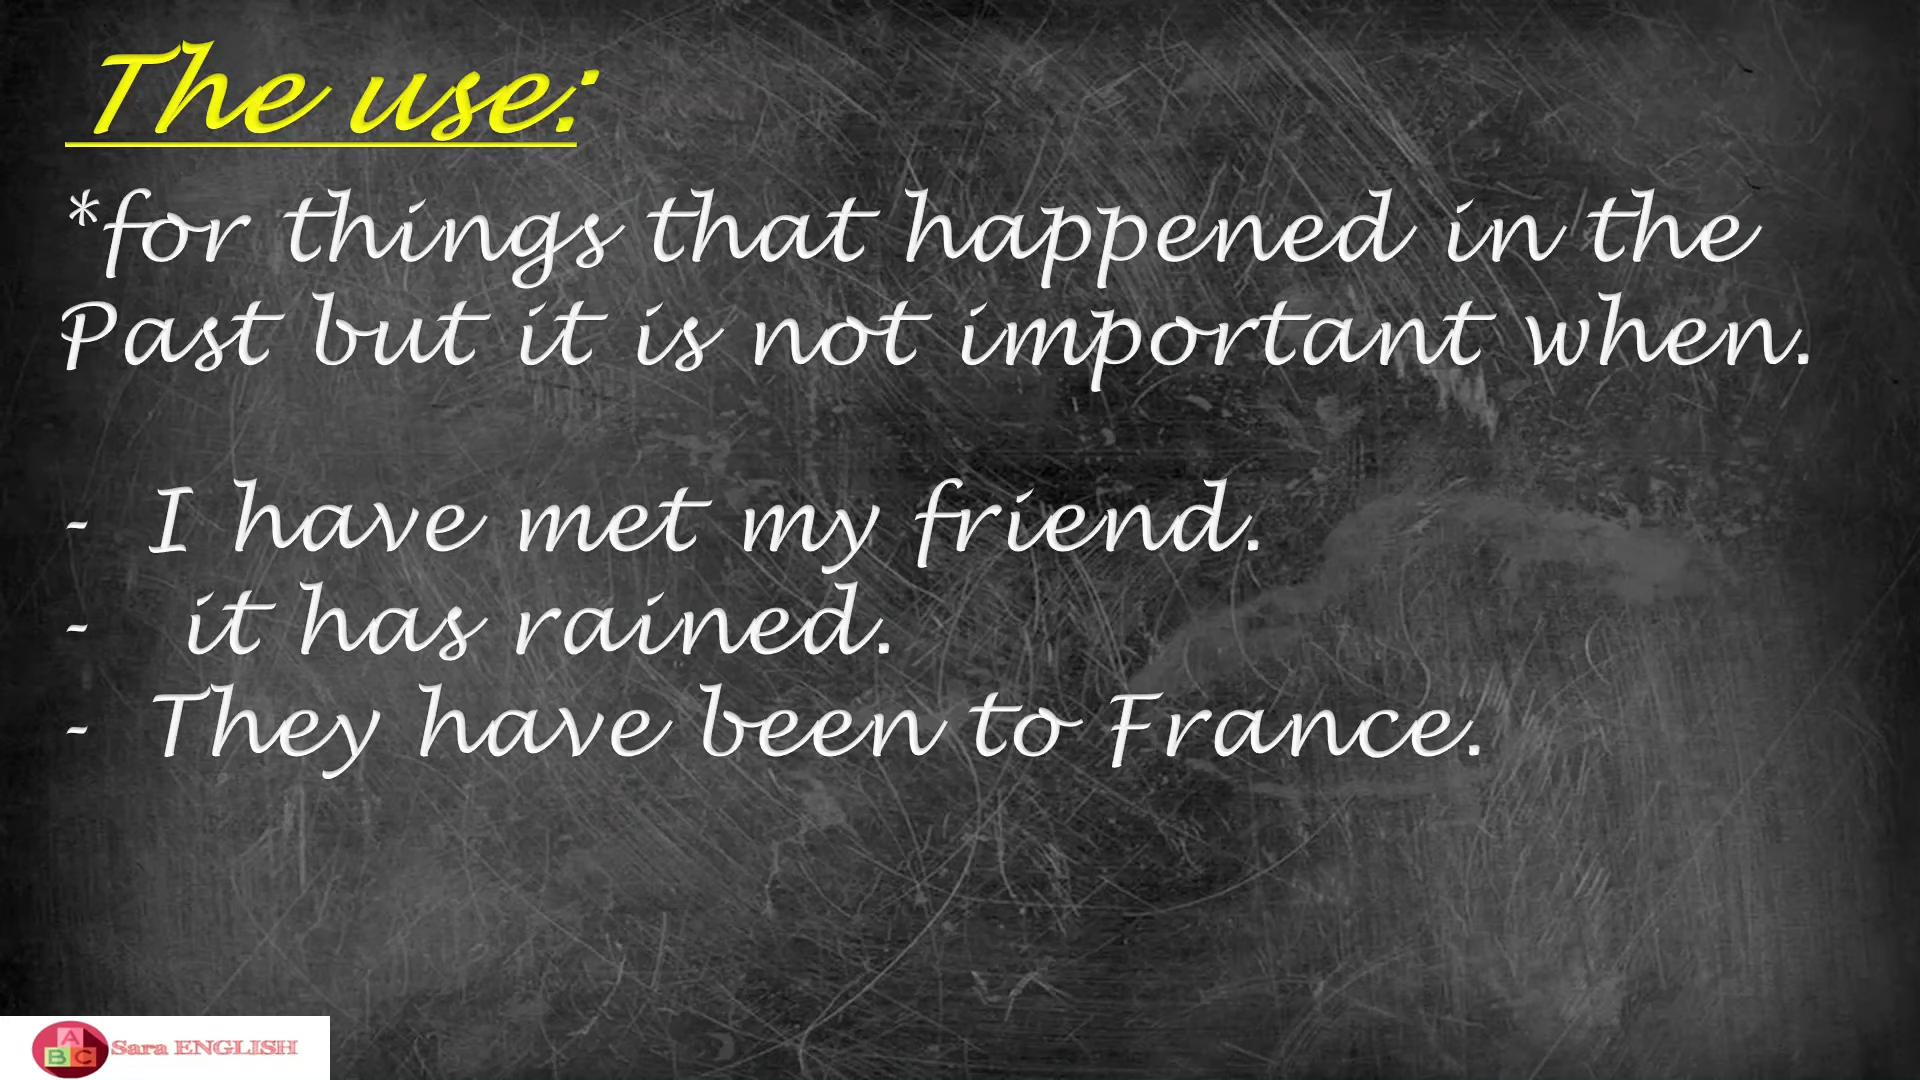 The use:
*for things that happened in the
Past but it is not important when.
- I have met my friend.
- it has rained.
- They have been to France.
A
B C
Sara ENGLISH